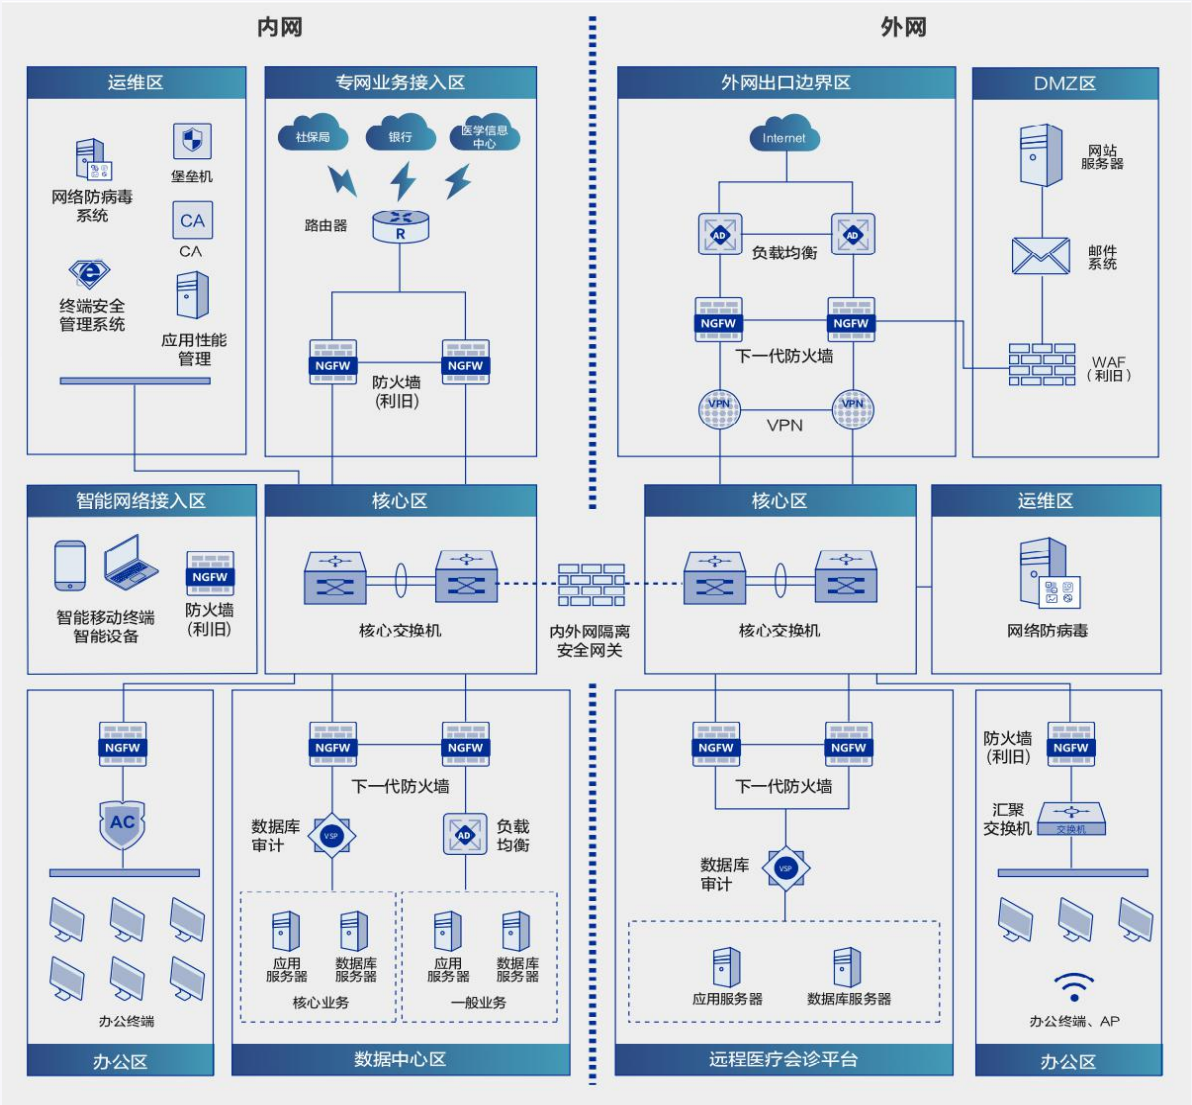 内网
外网
运维区
网络防病毒
系统
堡垒机
CA
CA
终端安全
管理系统
应用性能
管理
专网业务接入区
社保局
银行
医学信息
中心
路由器
R
NGFW
NGFW
防火墙
(利旧)
外网出口边界区
Internet
AD
AD
负载均衡
NGFW
NGFW
下一代防火墙
VPN
VPN
VPN
DMZ区
网站
服务器
邮件
系统
WAF
(利旧)
智能网络接入区
智能移动终端
智能设备
NGFW
防火墙
(利旧)
核心区
核心交换机
内外网隔离
安全网关
核心区
核心交换机
运维区
网络防病毒
NGFW
AC
办公终端
办公区
NGFW
NGFW
下一代防火墙
数据库
审计
VSP
AD
负载
均衡
应用
服务器
数据库
服务器
核心业务
应用
服务器
数据库
服务器
一般业务
数据中心区
NGFW
NGFW
下一代防火墙
数据库
审计
VSP
应用服务器
数据库服务器
远程医疗会诊平台
防火墙
(利旧)
NGFW
汇聚
交换机
交换机
办公终端、AP
办公区